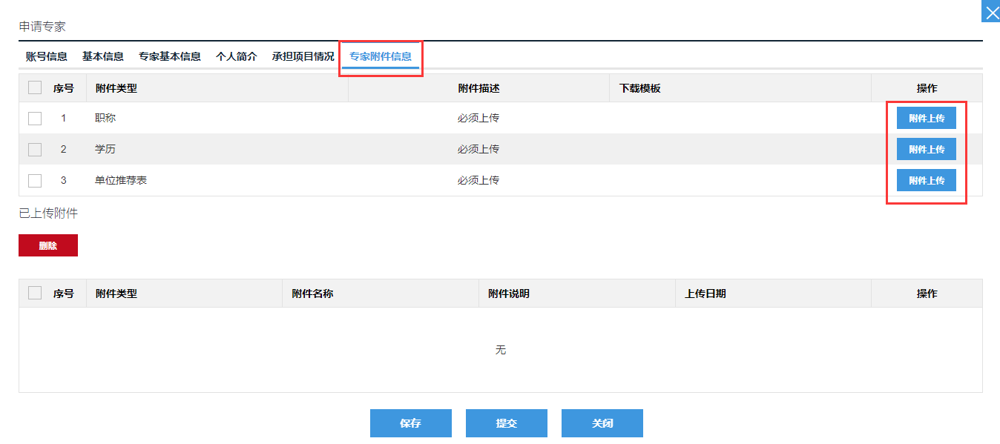 申请专家
账号信息 基本信息 专家基本信息 个人简介 承担项目情况 专家附件信息
序号 附件类型 附件描述 下载模板 操作
1 职称 必须上传 附件上传
2 学历 必须上传 附件上传
3 单位推荐表 必须上传 附件上传
已上传附件
删除
序号 附件类型 附件名称 附件说明 上传日期 操作
无
保存 提交 关闭